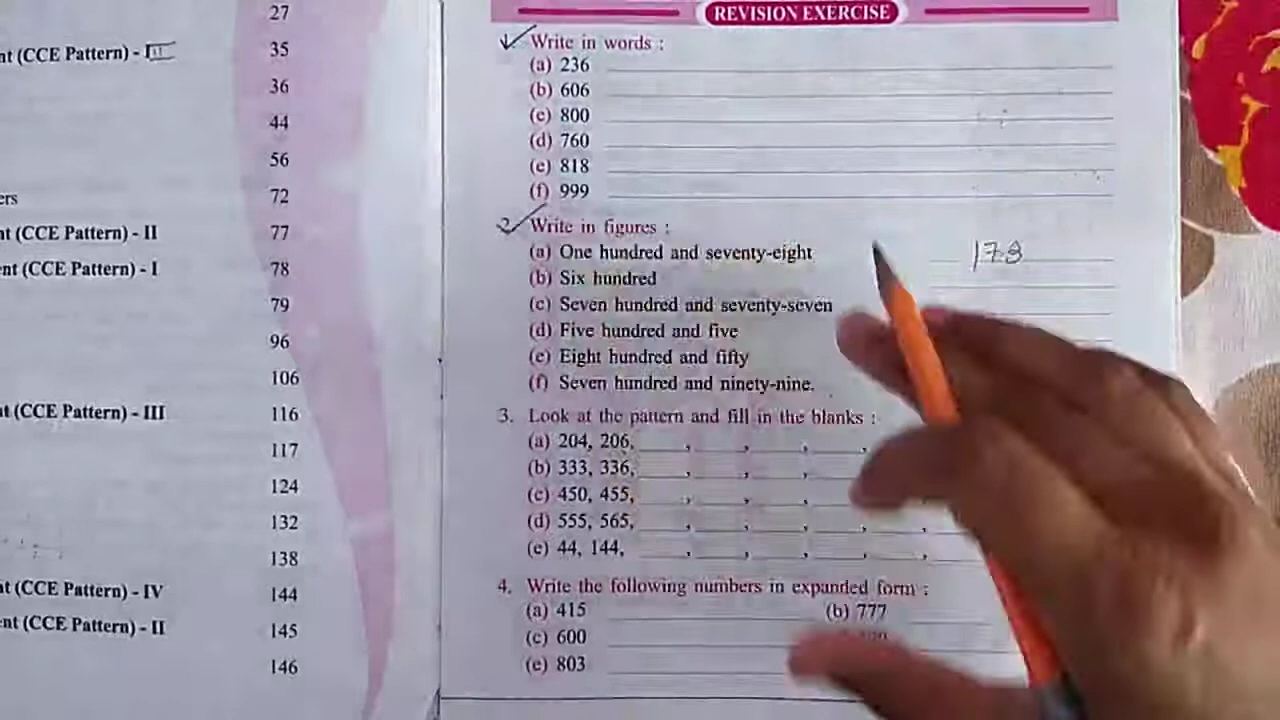 27
nt (CCE Pattern) - III 35
36
44
56
ers 72
nt (CCE Pattern) - II 77
ent (CCE Pattern) - I 78
79
96
106
nt (CCE Pattern) - III 116
117
124
132
138
nt (CCE Pattern) - IV 144
ent (CCE Pattern) - II 145
146
REVISION EXERCISE
1. Write in words :
(a) 236
(b) 606
(c) 800
(d) 760
(e) 818
(f) 999
2. Write in figures :
(a) One hundred and seventy-eight 178
(b) Six hundred
(c) Seven hundred and seventy-seven
(d) Five hundred and five
(e) Eight hundred and fifty
(f) Seven hundred and ninety-nine.
3. Look at the pattern and fill in the blanks :
(a) 204, 206, , , , ,
(b) 333, 336, , , ,
(c) 450, 455, , , , ,
(d) 555, 565, , , , , ,
(e) 44, 144, , , , , ,
4. Write the following numbers in expanded form :
(a) 415 (b) 777
(c) 600
(e) 803